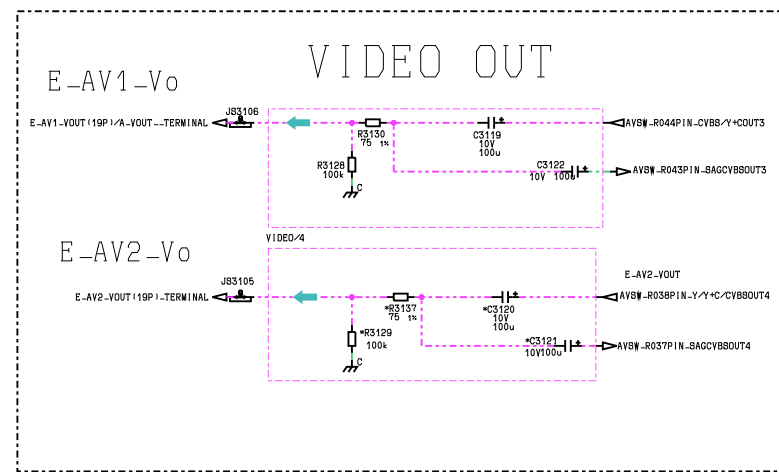 VIDEO OUT
E_AV1_Vo
JS3106
E-AV1-VOUT(19P)/A-VOUT--TERMINAL
R3130
75 1%
C3119
10V
100u
AVSW-R044PIN-CVBS/Y+COUT3
R3128
100k
C
C3122
10V 100u
AVSW-R043PIN-SAGCVBSOUT3
VIDEO/4
E_AV2_Vo
JS3105
E-AV2-VOUT(19P)-TERMINAL
*R3137
75 1%
*C3120
10V
100u
E-AV2-VOUT
AVSW-R038PIN-Y/Y+C/CVBSOUT4
*R3129
100k
C
*C3121
10V100u
AVSW-R037PIN-SAGCVBSOUT4